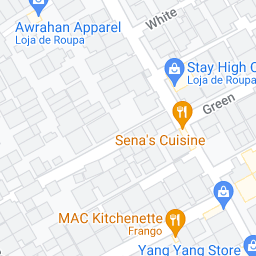 White
Awrahan Apparel
Loja de Roupa
Stay High C
Loja de Roupa
Green
Sena's Cuisine
MAC Kitchenette
Frango
Yang Yang Store